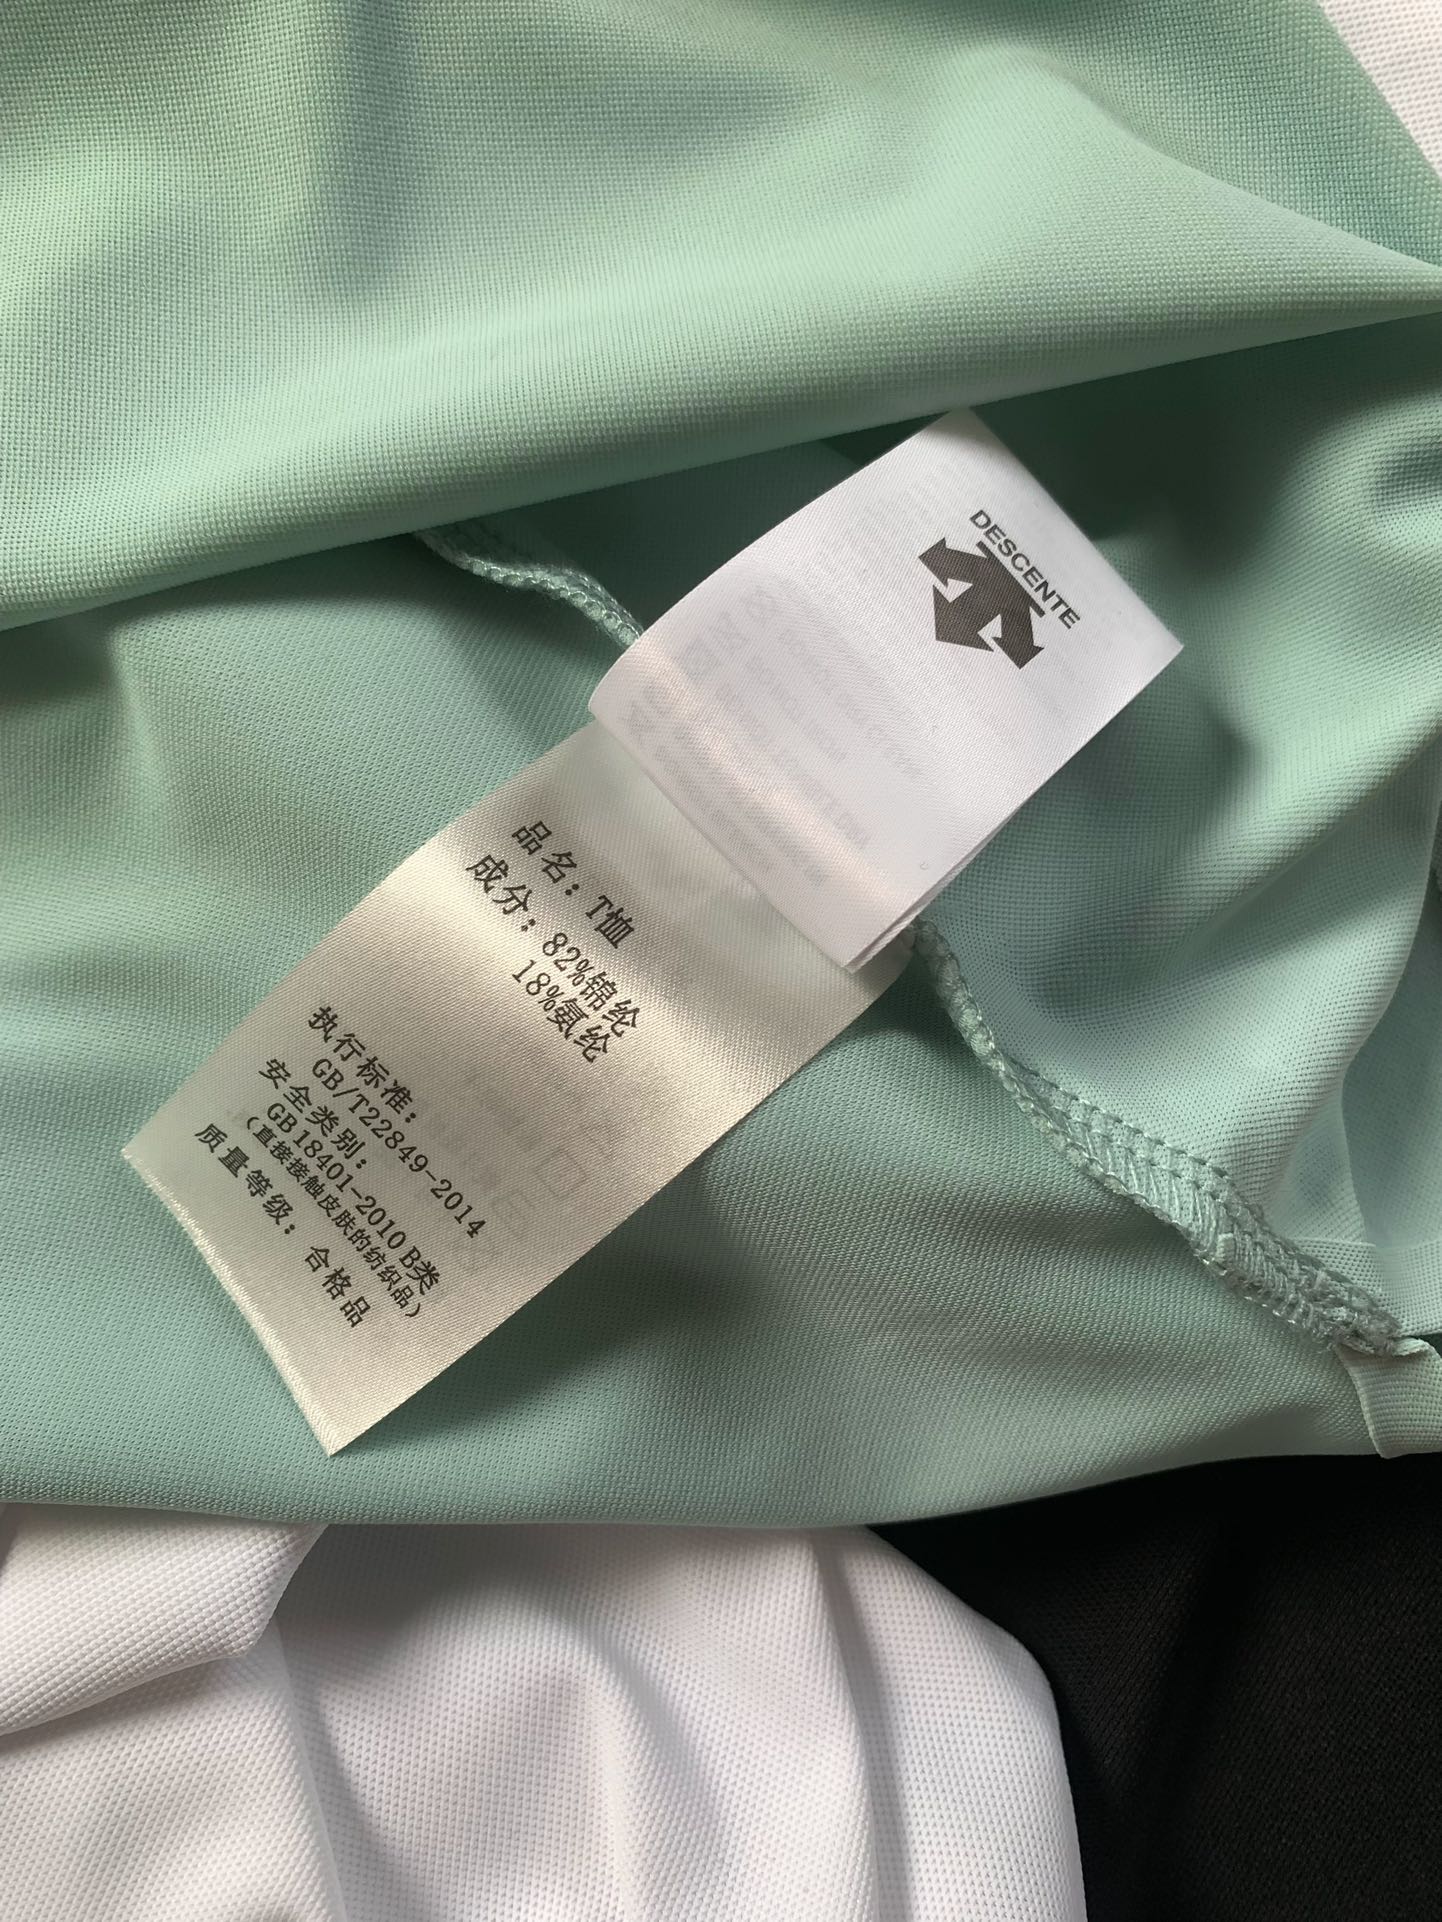 DESCENTE
品名: T恤
成分: 82%锦纶
18%氨纶
执行标准:
GB/T22849-2014
安全类别:
GB18401-2010 B类
(直接接触皮肤的纺织品)
质量等级: 合格品